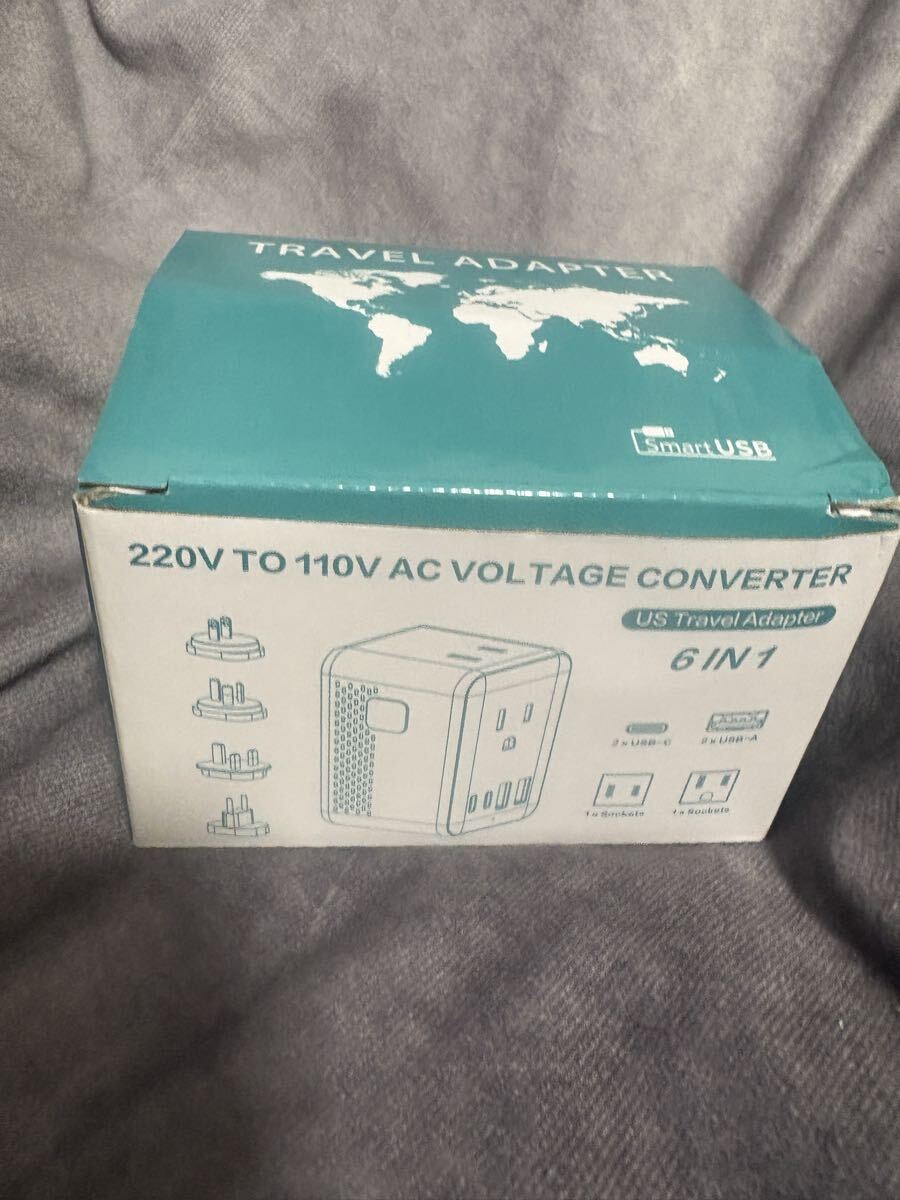 TRAVEL ADAPTER
Smart USB
220V TO 110V AC VOLTAGE CONVERTER
US Travel Adapter
6 IN 1
2 x USB-C
2 x USB-A
1 x Sockets
1 x Sockets